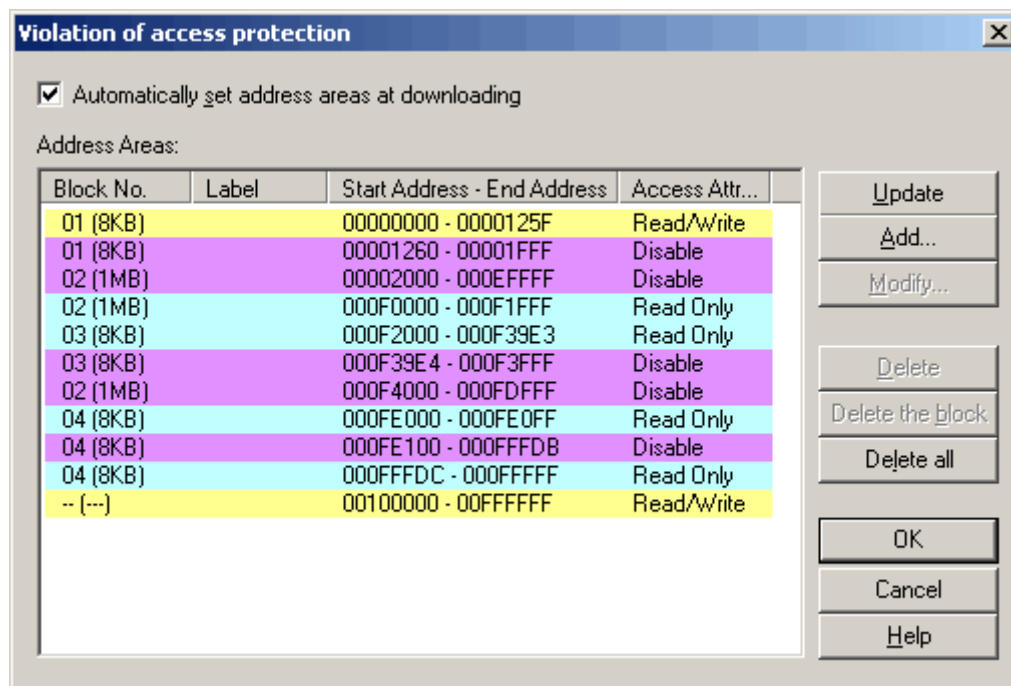 Violation of access protection
Automatically set address areas at downloading
Address Areas:
Block No. Label Start Address - End Address Access Attr...
01 (8KB) 00000000 - 0000125F Read/Write
01 (8KB) 00001260 - 00001FFF Disable
02 (1MB) 00002000 - 000EFFFF Disable
02 (1MB) 000F0000 - 000F1FFF Read Only
03 (8KB) 000F2000 - 000F39E3 Read Only
03 (8KB) 000F39E4 - 000F3FFF Disable
02 (1MB) 000F4000 - 000FDFFF Disable
04 (8KB) 000FE000 - 000FE0FF Read Only
04 (8KB) 000FE100 - 000FFFDB Disable
04 (8KB) 000FFFDC - 000FFFFF Read Only
-- (---) 00100000 - 00FFFFFF Read/Write
Update
Add...
Modify...
Delete
Delete the block
Delete all
OK
Cancel
Help